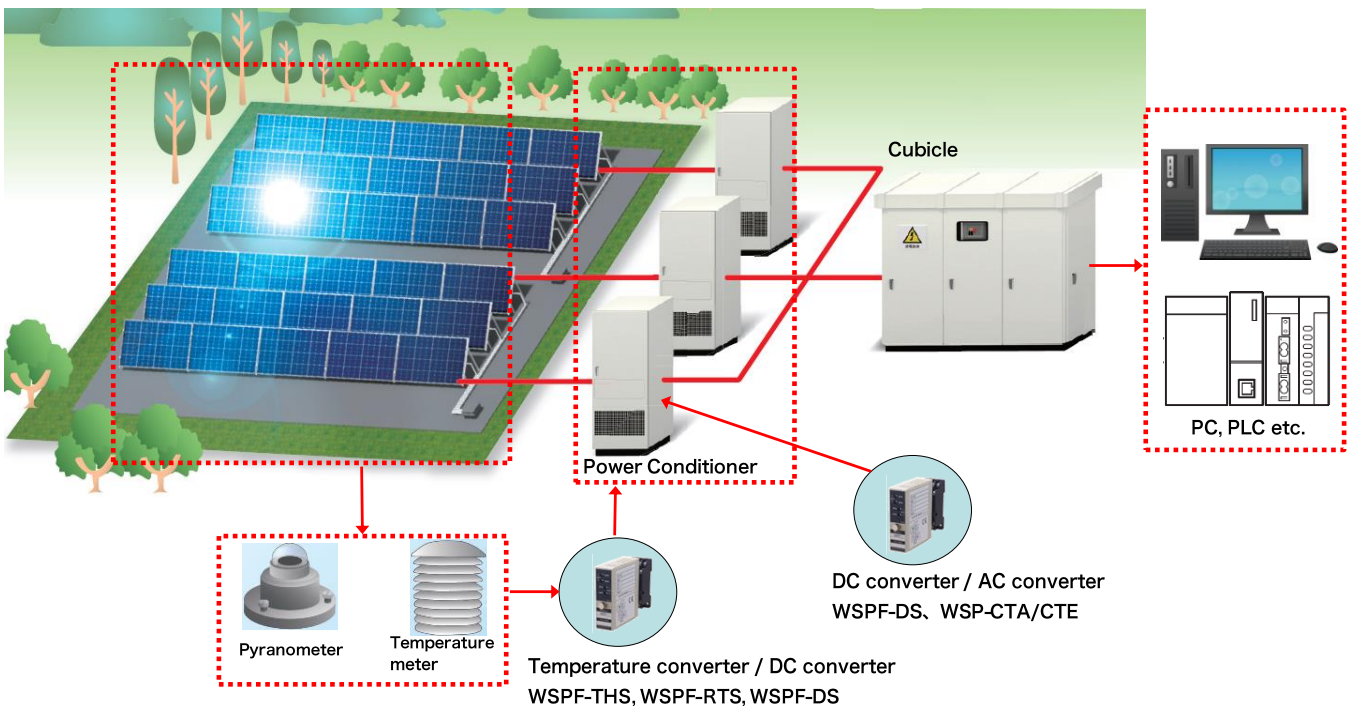 Cubicle
PC, PLC etc.
Power Conditioner
DC converter / AC converter
WSPF-DS、WSP-CTA/CTE
Pyranometer
Temperature
meter
Temperature converter / DC converter
WSPF-THS, WSPF-RTS, WSPF-DS